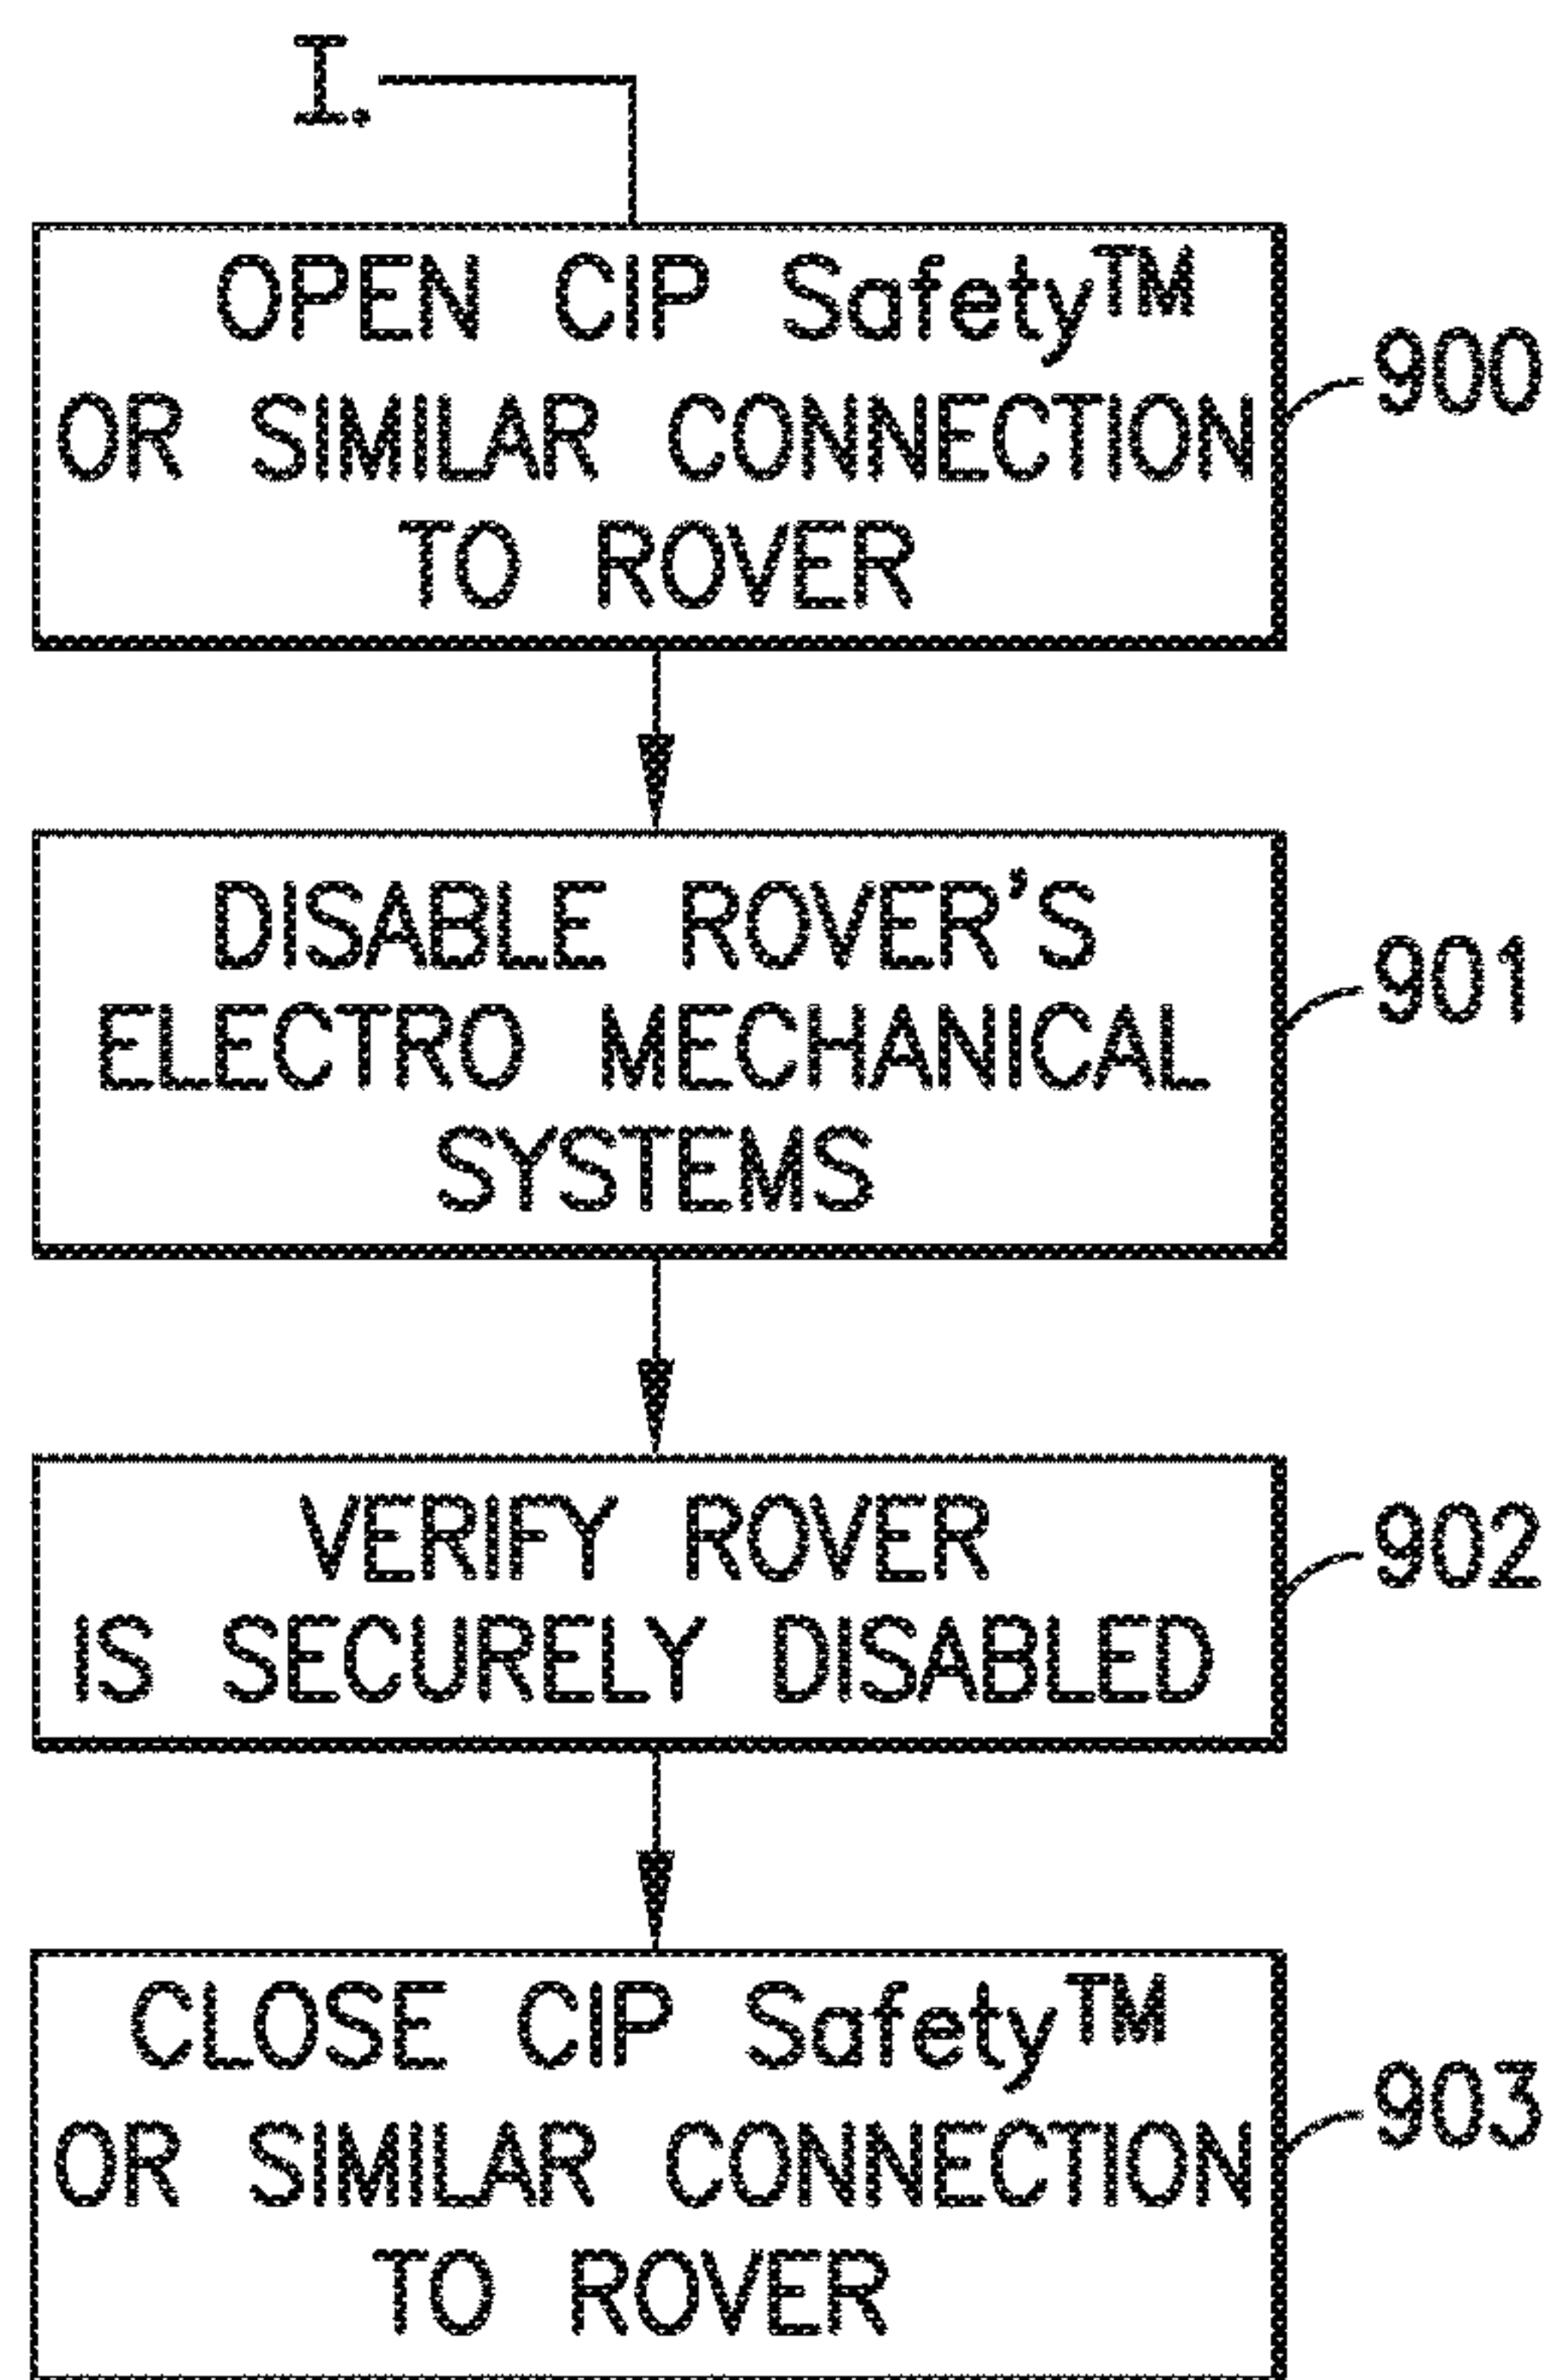 I.
OPEN CIP Safety™
OR SIMILAR CONNECTION
TO ROVER
900
DISABLE ROVER'S
ELECTRO MECHANICAL
SYSTEMS
901
VERIFY ROVER
IS SECURELY DISABLED
902
CLOSE CIP Safety™
OR SIMILAR CONNECTION
TO ROVER
903